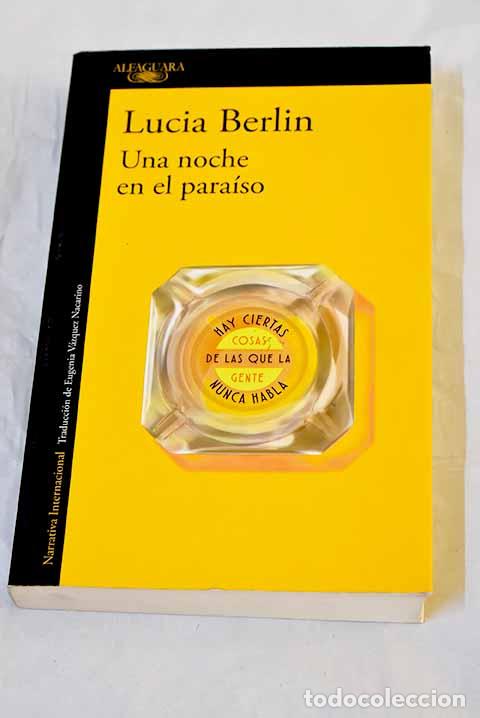 ALFAGUARA
Lucia Berlin
Una noche
en el paraíso
HAY CIERTAS
COSAS
DE LAS QUE LA
GENTE
NUNCA HABLA
Narrativa Internacional Traducción de Eugenia Vázquez Nacarino
todocoleccion